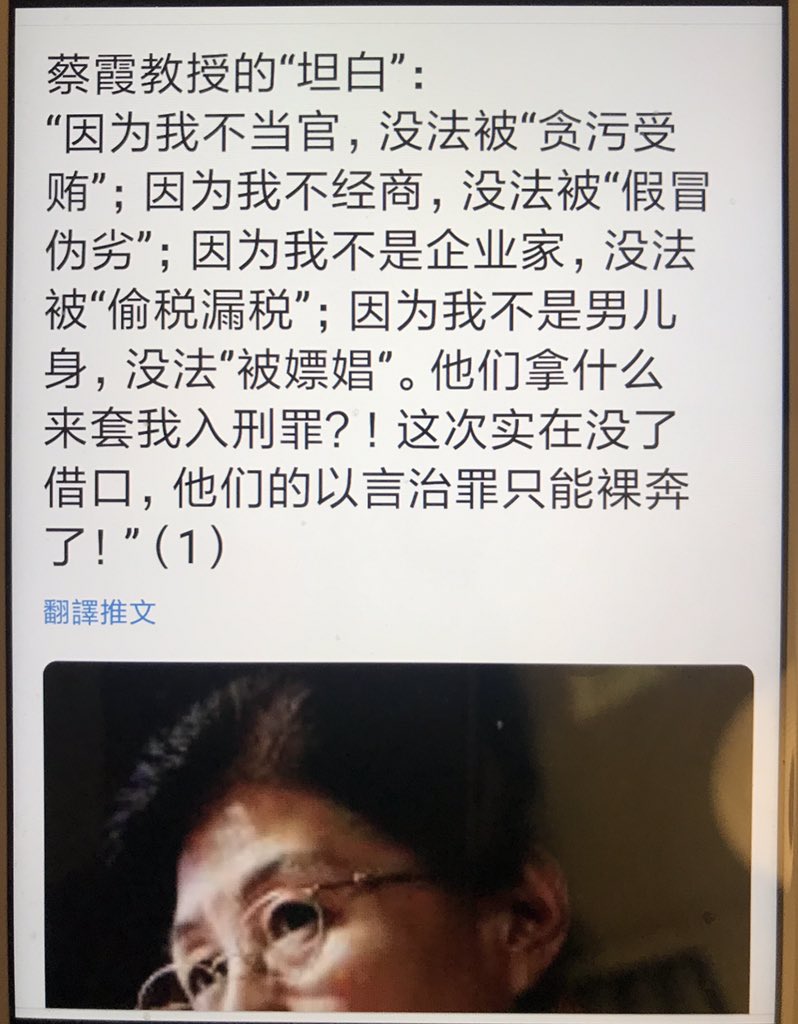 蔡霞教授的“坦白”：
“因为我不当官，没法被“贪污受
贿”；因为我不经商，没法被“假冒
伪劣”；因为我不是企业家，没法
被“偷税漏税”；因为我不是男儿
身，没法”被嫖娼”。他们拿什么
来套我入刑罪？！这次实在没了
借口，他们的以言治罪只能裸奔
了！”（1）
翻譯推文